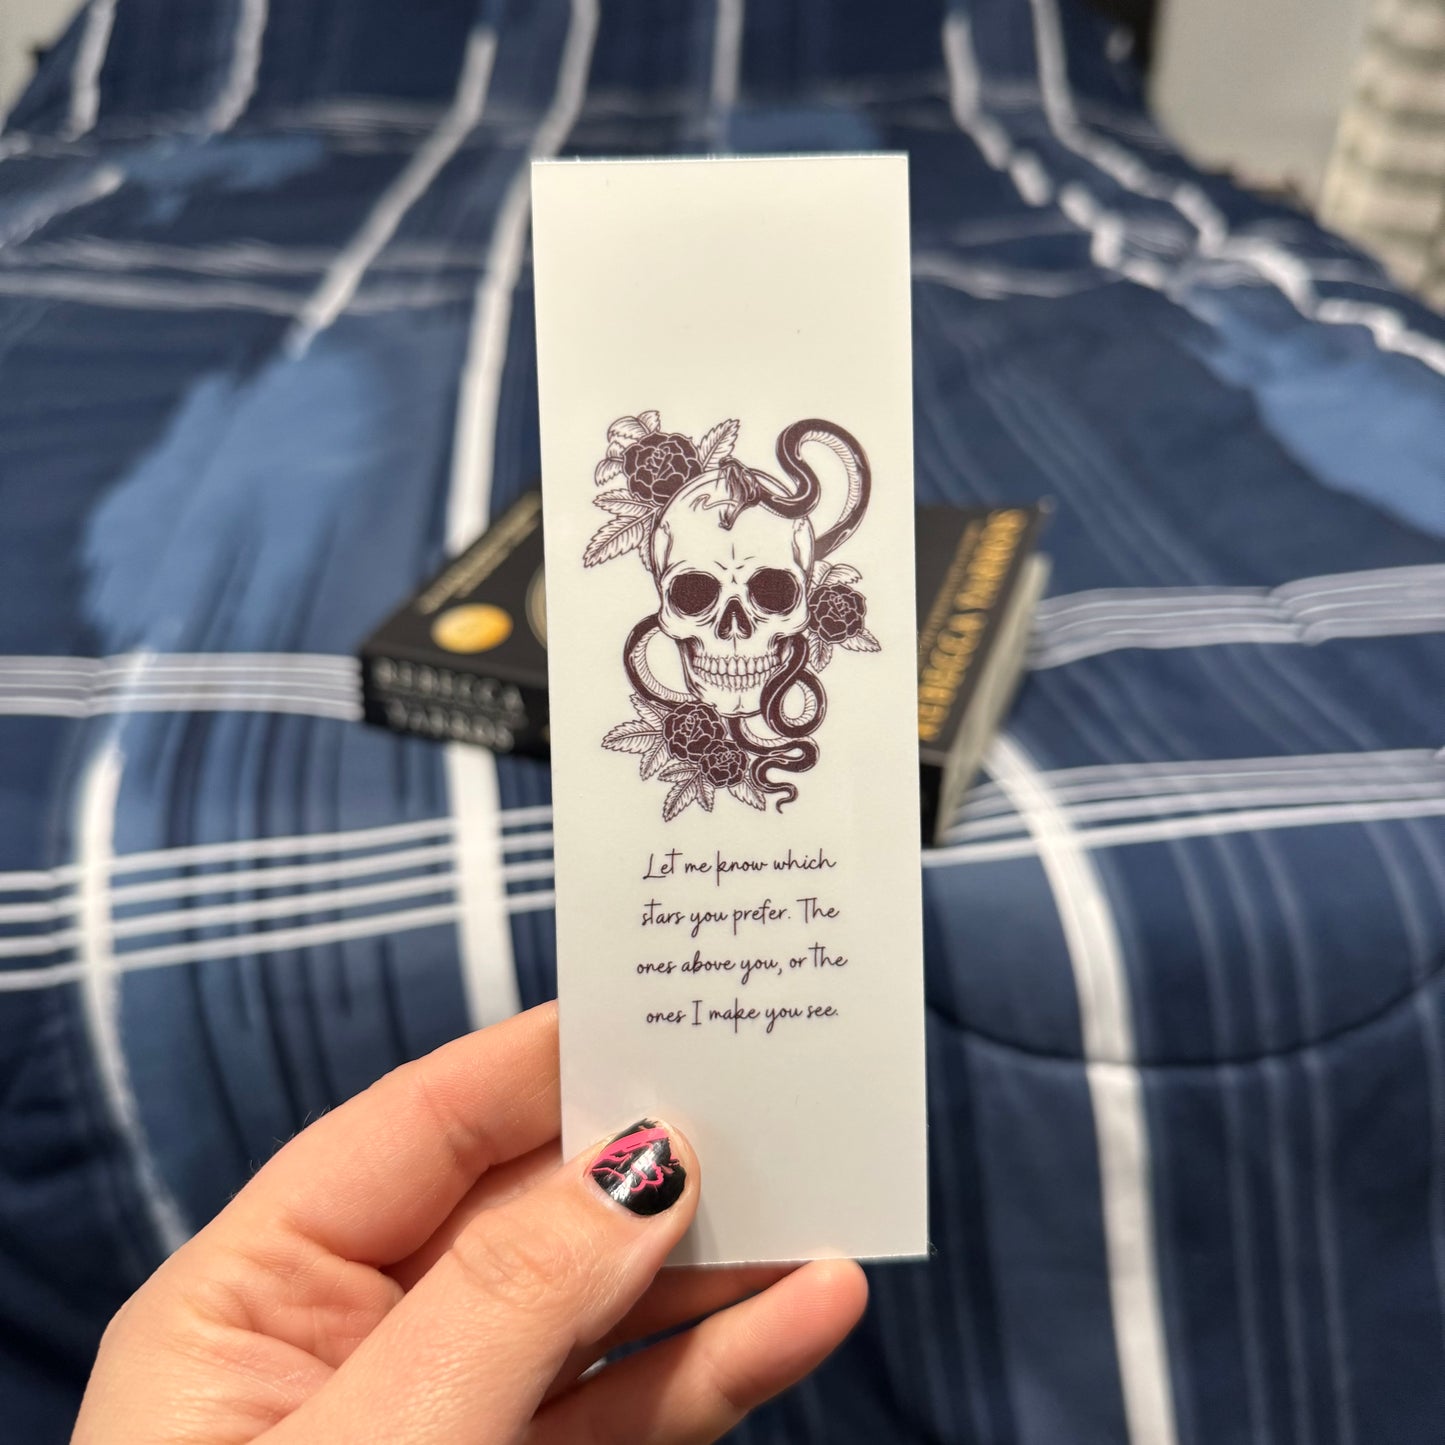 Let me know which
stars you prefer. The
ones above you, or the
ones I make you see.
REBECCA
YARROS
REBECCA YARROS